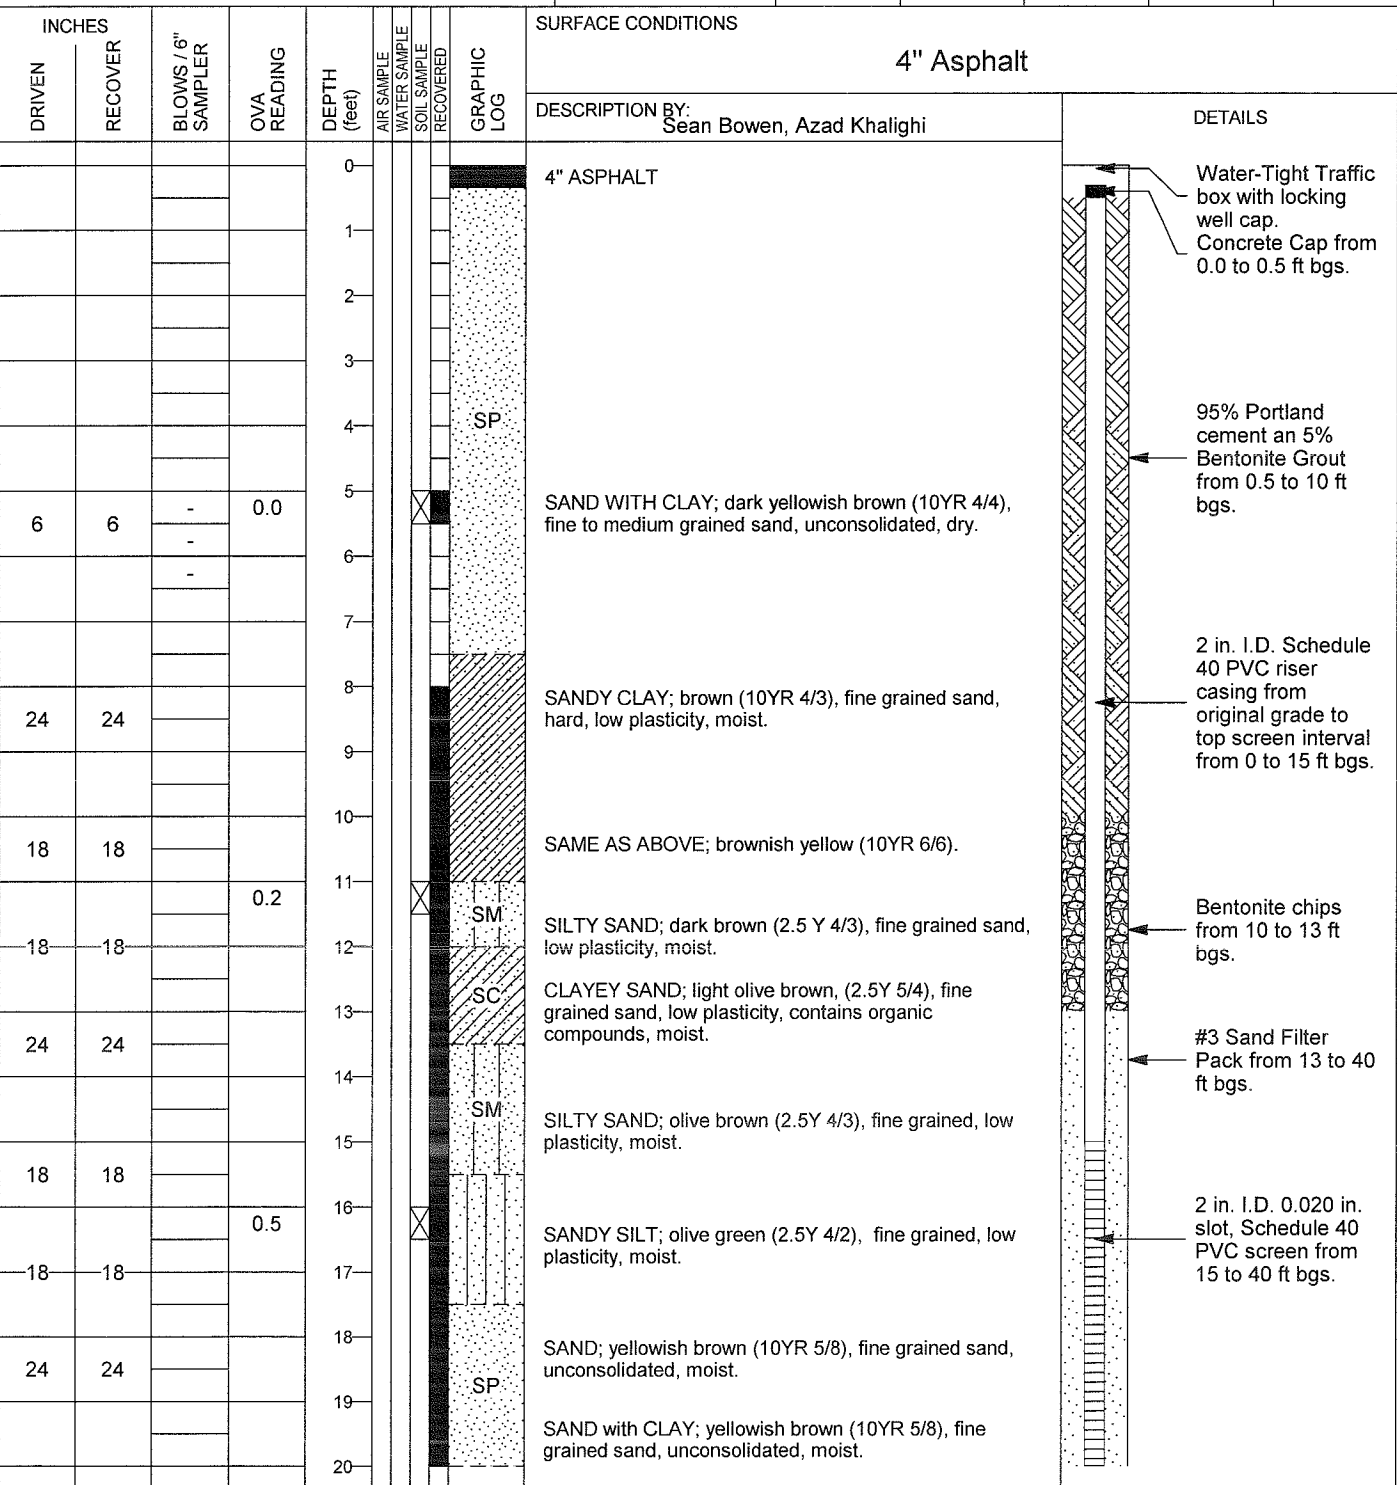 INCHES
DRIVEN
RECOVER
BLOWS / 6"
SAMPLER
OVA
READING
DEPTH
(feet)
AIR SAMPLE
WATER SAMPLE
SOIL SAMPLE
RECOVERED
GRAPHIC
LOG
SURFACE CONDITIONS
4" Asphalt
DESCRIPTION BY:
Sean Bowen, Azad Khalighi
DETAILS
0
4" ASPHALT
Water-Tight Traffic
box with locking
well cap.
Concrete Cap from
0.0 to 0.5 ft bgs.
1
2
3
4
SP
95% Portland
cement an 5%
Bentonite Grout
from 0.5 to 10 ft
bgs.
5
6 6 - 0.0
-
-
SAND WITH CLAY; dark yellowish brown (10YR 4/4),
fine to medium grained sand, unconsolidated, dry.
6
7
2 in. I.D. Schedule
40 PVC riser
casing from
original grade to
top screen interval
from 0 to 15 ft bgs.
8
24 24
SANDY CLAY; brown (10YR 4/3), fine grained sand,
hard, low plasticity, moist.
9
10
18 18
SAME AS ABOVE; brownish yellow (10YR 6/6).
11
0.2
SM
SILTY SAND; dark brown (2.5 Y 4/3), fine grained sand,
low plasticity, moist.
Bentonite chips
from 10 to 13 ft
bgs.
18 18 12
SC
CLAYEY SAND; light olive brown, (2.5Y 5/4), fine
grained sand, low plasticity, contains organic
compounds, moist.
13
24 24
#3 Sand Filter
Pack from 13 to 40
ft bgs.
14
SM
SILTY SAND; olive brown (2.5Y 4/3), fine grained, low
plasticity, moist.
15
18 18
16
0.5
SANDY SILT; olive green (2.5Y 4/2), fine grained, low
plasticity, moist.
2 in. I.D. 0.020 in.
slot, Schedule 40
PVC screen from
15 to 40 ft bgs.
18 18 17
18
24 24
SAND; yellowish brown (10YR 5/8), fine grained sand,
unconsolidated, moist.
SP
19
SAND with CLAY; yellowish brown (10YR 5/8), fine
grained sand, unconsolidated, moist.
20